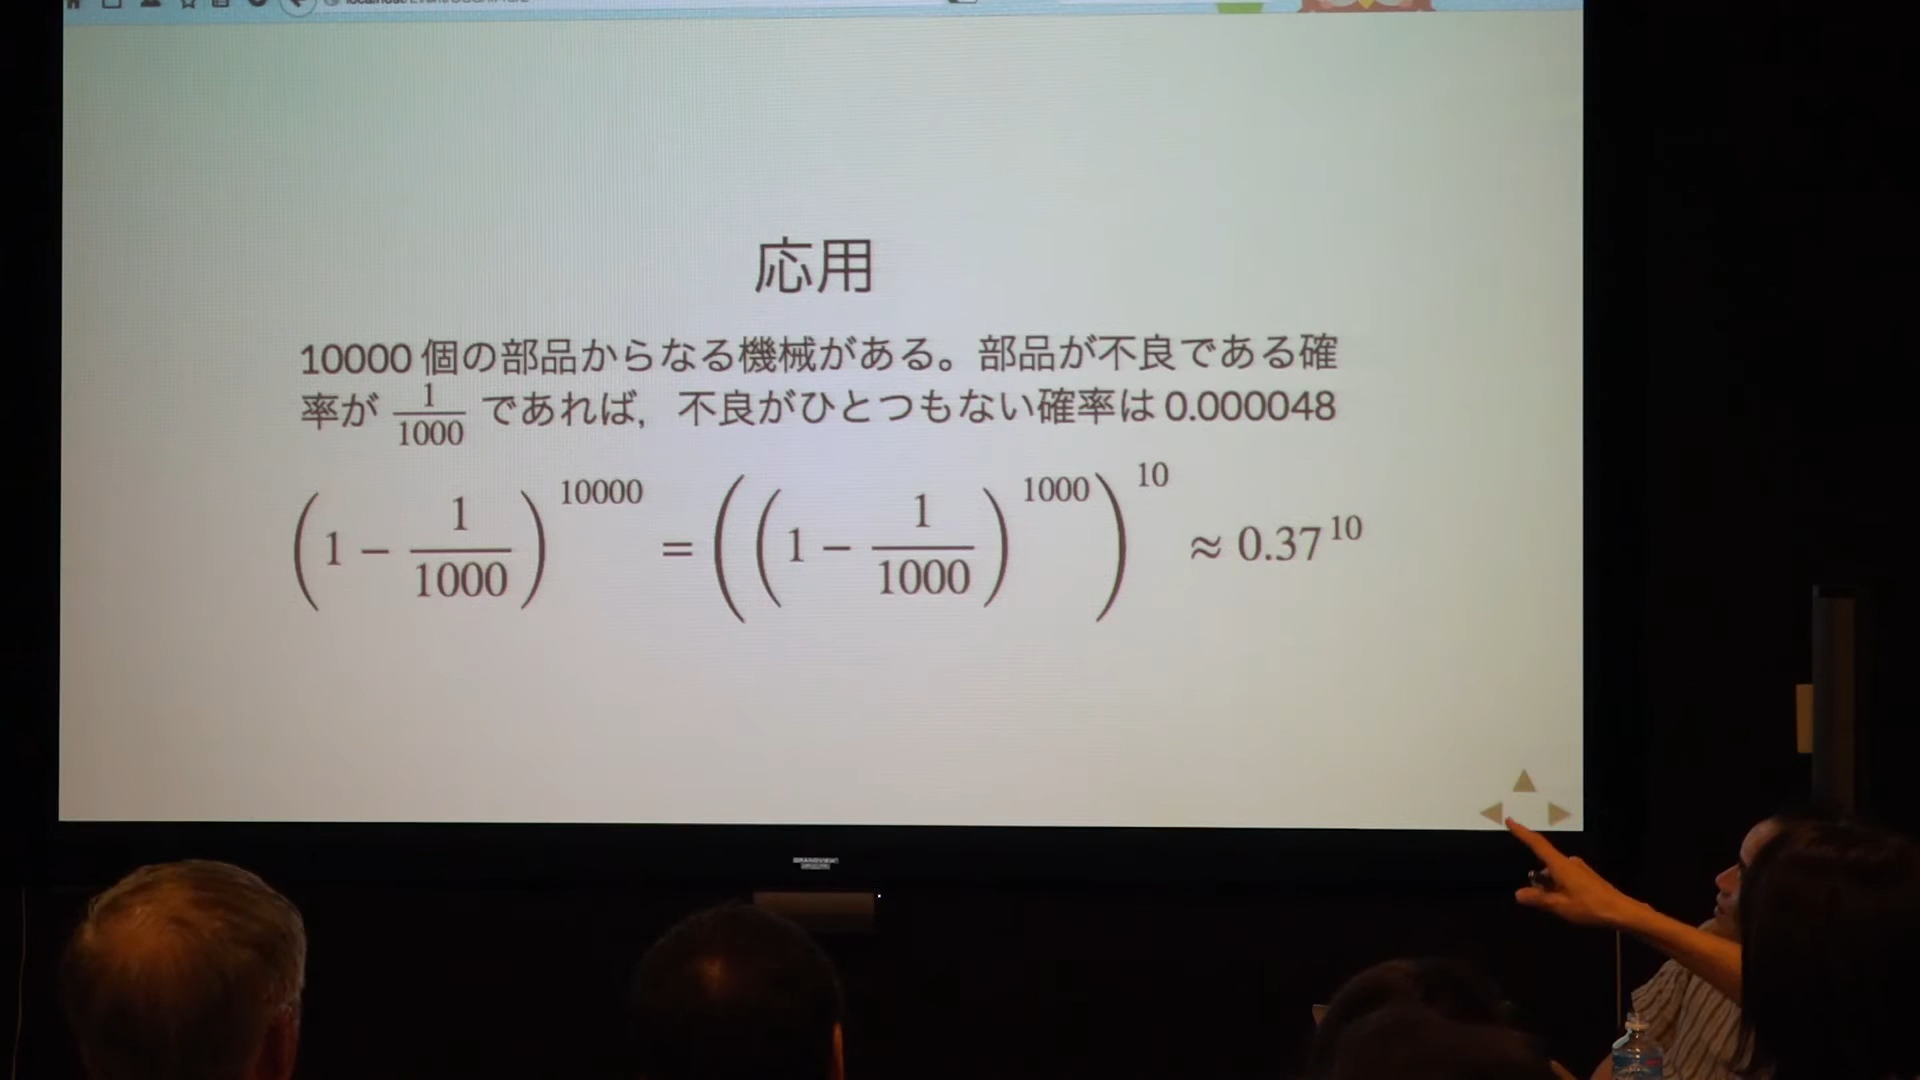 応用
10000 個の部品からなる機械がある。部品が不良である確
率が 1/1000 であれば, 不良がひとつもない確率は 0.000048
(1 − 1/1000)^10000 = ((1 − 1/1000)^1000)^10 ≈ 0.37^10
GRANDVIEW